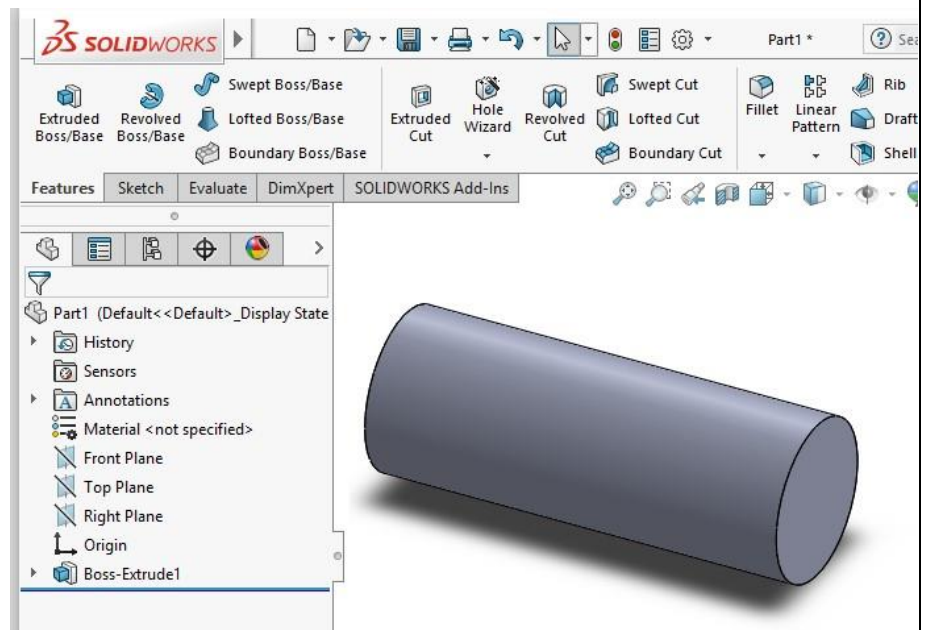 SOLIDWORKS
Part1 *
Sea
Extruded Boss/Base
Revolved Boss/Base
Swept Boss/Base
Lofted Boss/Base
Boundary Boss/Base
Extruded Cut
Hole Wizard
Revolved Cut
Swept Cut
Lofted Cut
Boundary Cut
Fillet
Linear Pattern
Rib
Draft
Shell
Features
Sketch
Evaluate
DimXpert
SOLIDWORKS Add-Ins
Part1 (Default<<Default>_Display State
History
Sensors
Annotations
Material <not specified>
Front Plane
Top Plane
Right Plane
Origin
Boss-Extrude1